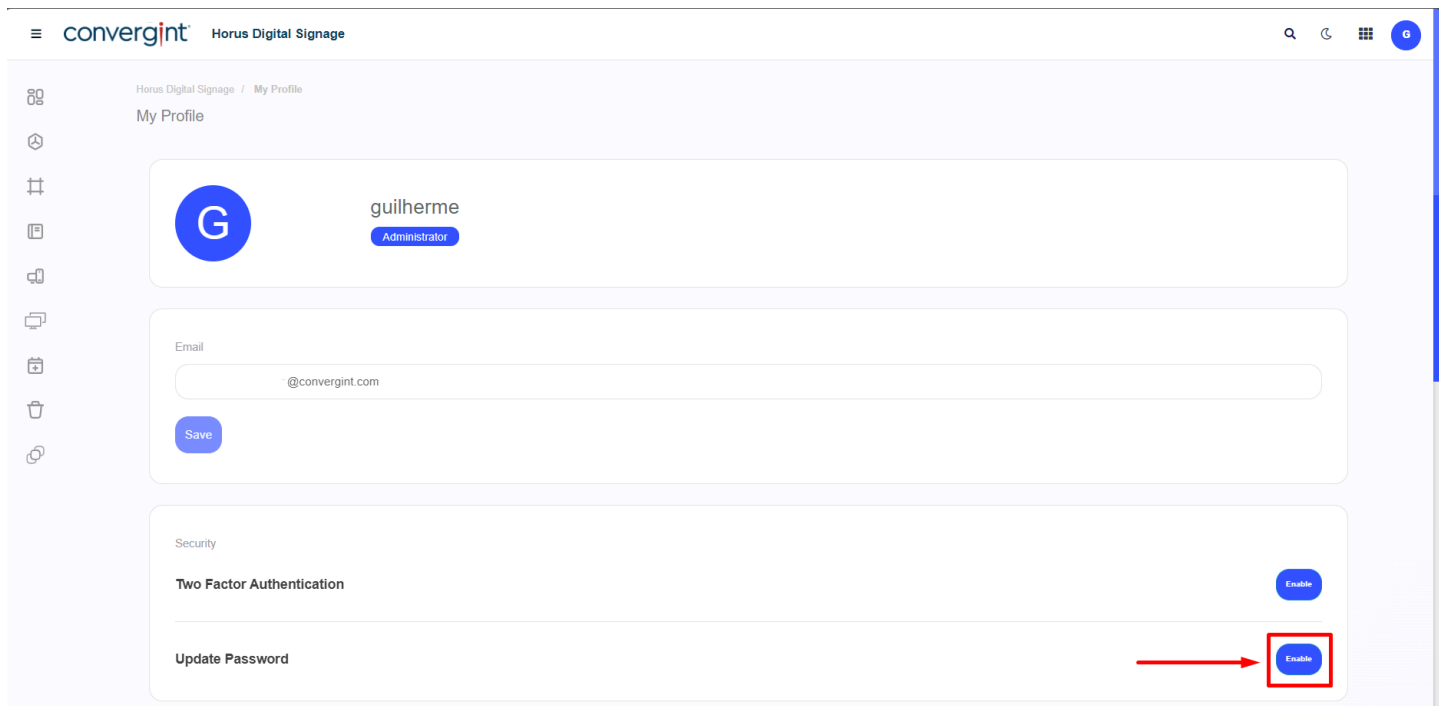 convergint Horus Digital Signage G
Horus Digital Signage / My Profile
My Profile
G
guilherme
Administrator
Email
@convergint.com
Save
Security
Two Factor Authentication Enable
Update Password Enable